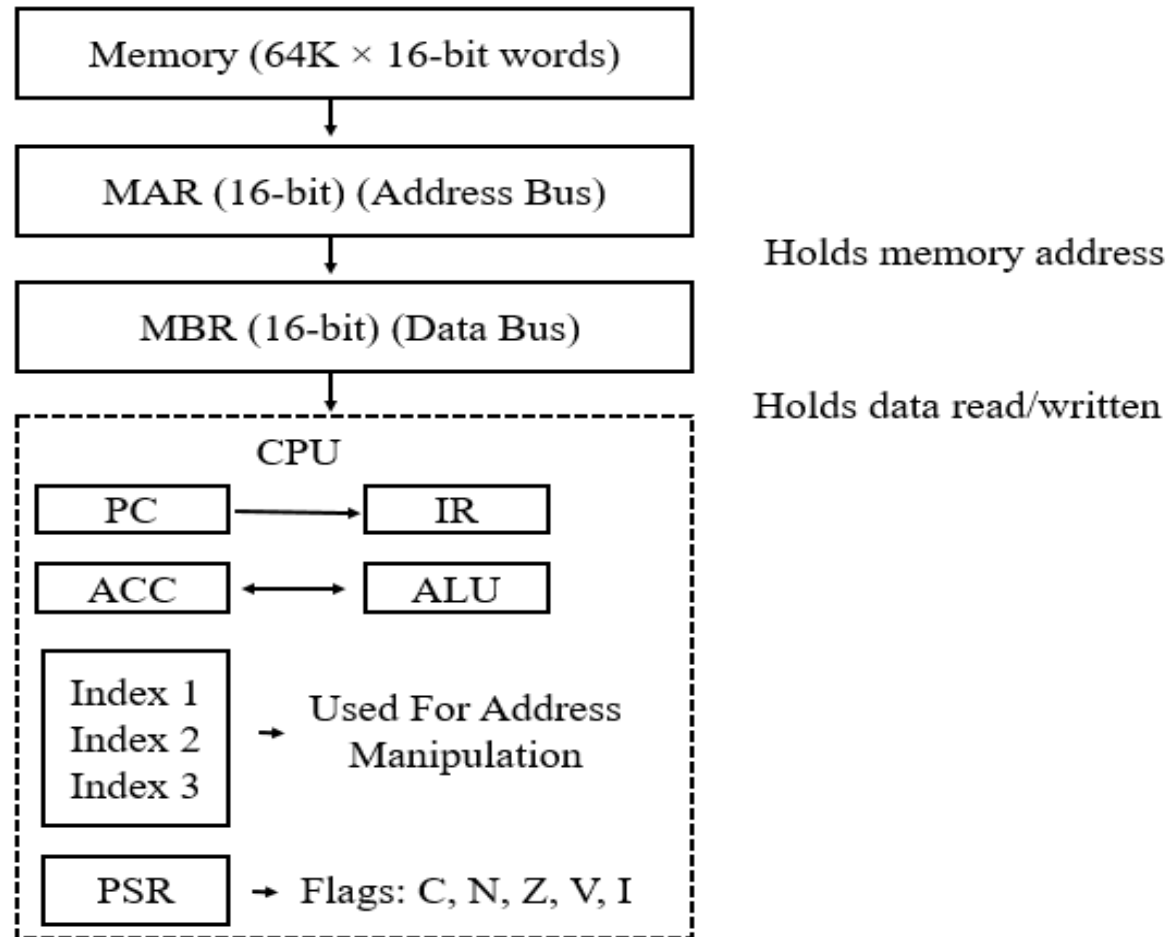 Memory (64K × 16-bit words)
MAR (16-bit) (Address Bus)
Holds memory address
MBR (16-bit) (Data Bus)
Holds data read/written
CPU
PC
IR
ACC
ALU
Index 1
Index 2
Index 3
Used For Address
Manipulation
PSR
Flags: C, N, Z, V, I